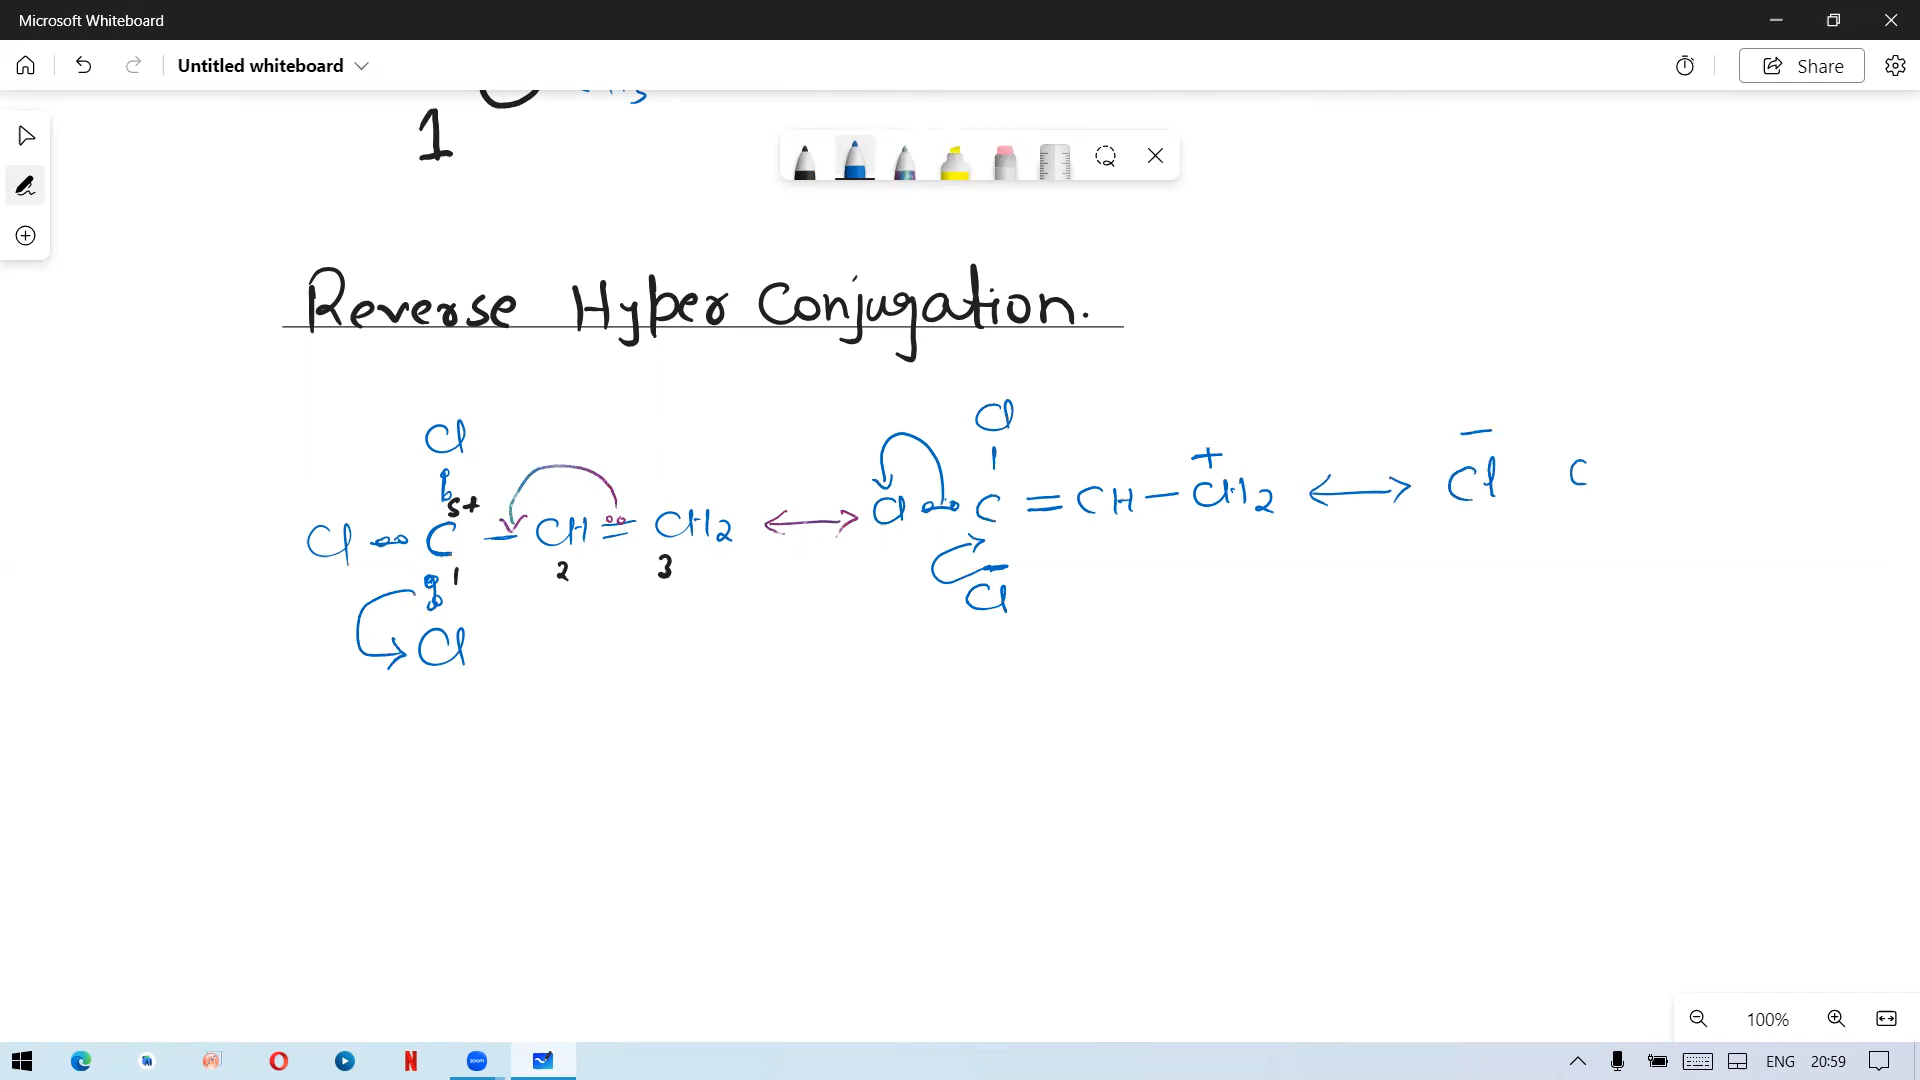 Microsoft Whiteboard
Untitled whiteboard
Share
1
Reverse Hyper Conjugation.
Cl
Cl
δ+
+
Cl
C
Cl C - CH = CH2
Cl C = CH - CH2
1 2 3
Cl
Cl
100%
ENG 20:59